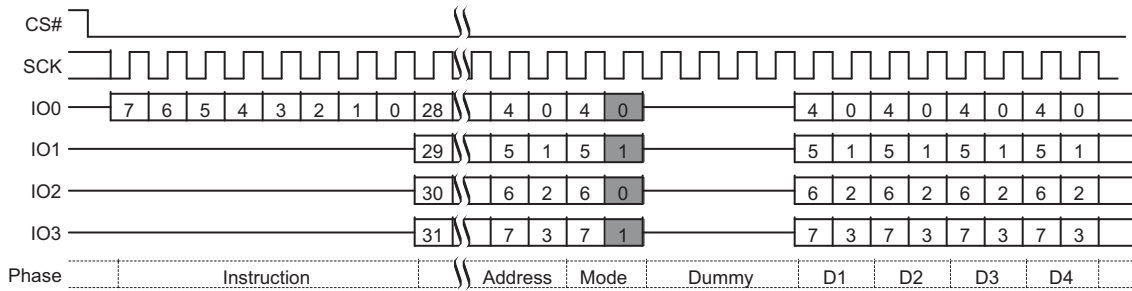 CS#
SCK
IO0 7 6 5 4 3 2 1 0 28 4 0 4 0 4 0 4 0 4 0 4 0
IO1 29 5 1 5 1 5 1 5 1 5 1 5 1
IO2 30 6 2 6 0 6 2 6 2 6 2 6 2
IO3 31 7 3 7 1 7 3 7 3 7 3 7 3
Phase Instruction Address Mode Dummy D1 D2 D3 D4